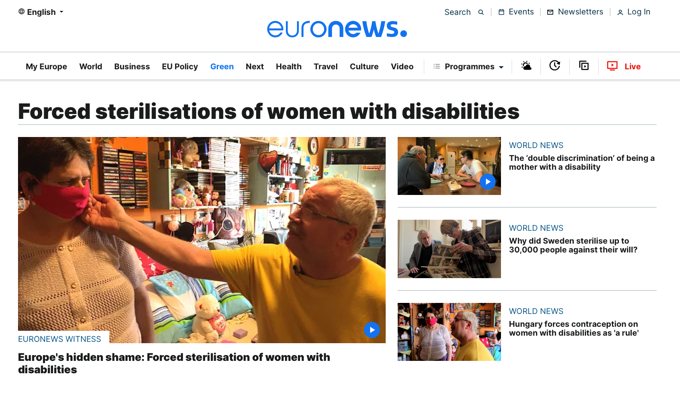 English
Search
Events
Newsletters
Log In
euronews.
My Europe
World
Business
EU Policy
Green
Next
Health
Travel
Culture
Video
Programmes
Live
Forced sterilisations of women with disabilities
EURONEWS WITNESS
Europe's hidden shame: Forced sterilisation of women with
disabilities
WORLD NEWS
The 'double discrimination' of being a
mother with a disability
WORLD NEWS
Why did Sweden sterilise up to
30,000 people against their will?
WORLD NEWS
Hungary forces contraception on
women with disabilities as 'a rule'